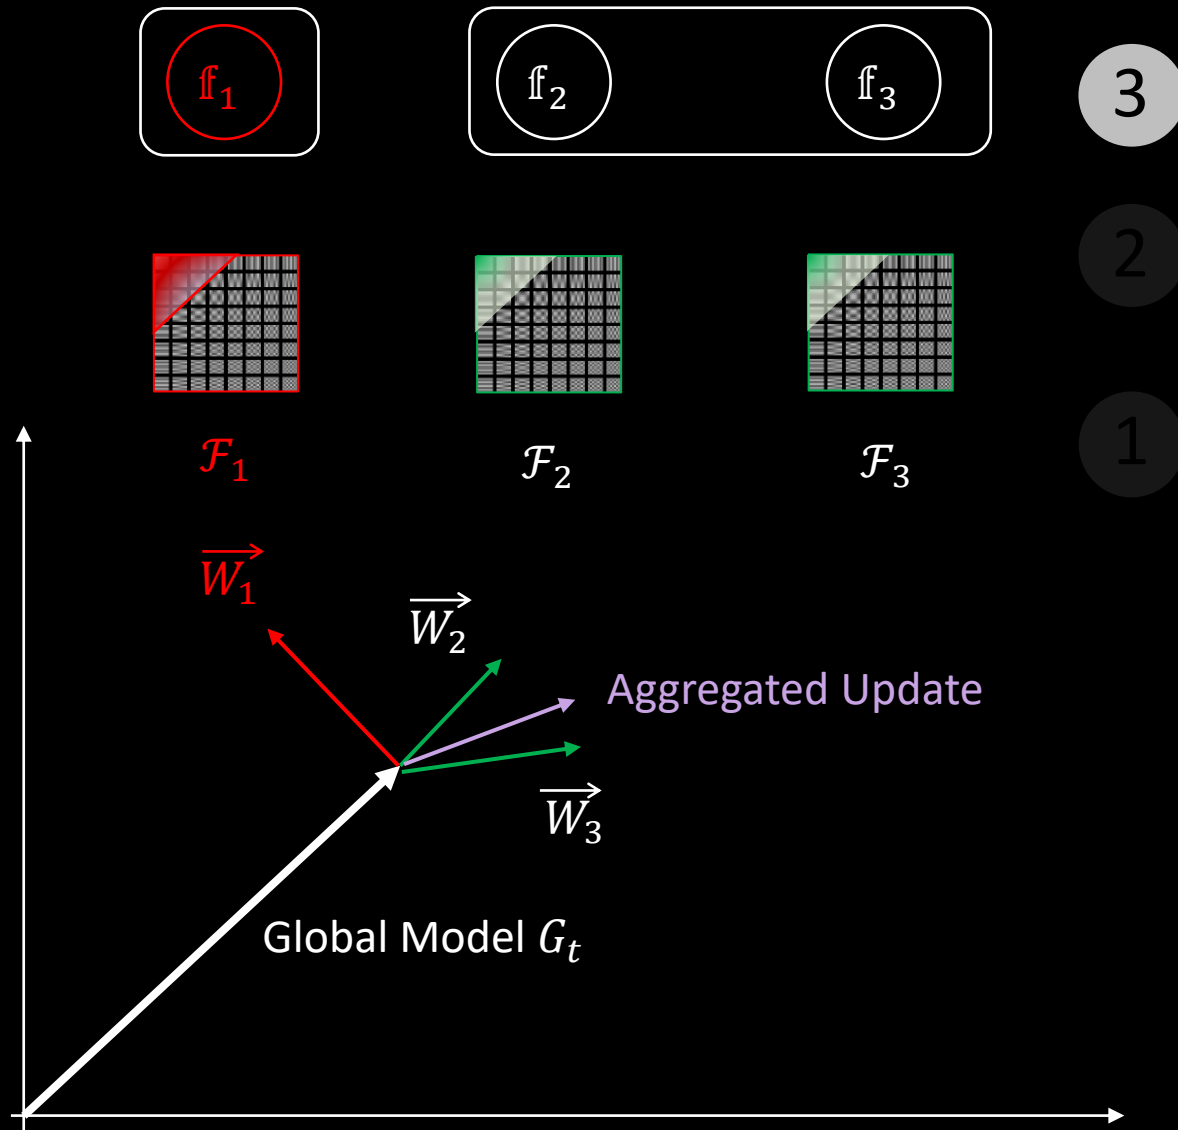 𝕗₁ 𝕗₂ 𝕗₃ 3
2
1
ℱ₁ ℱ₂ ℱ₃
W₁→
W₂→
Aggregated Update
W₃→
Global Model Gₜ